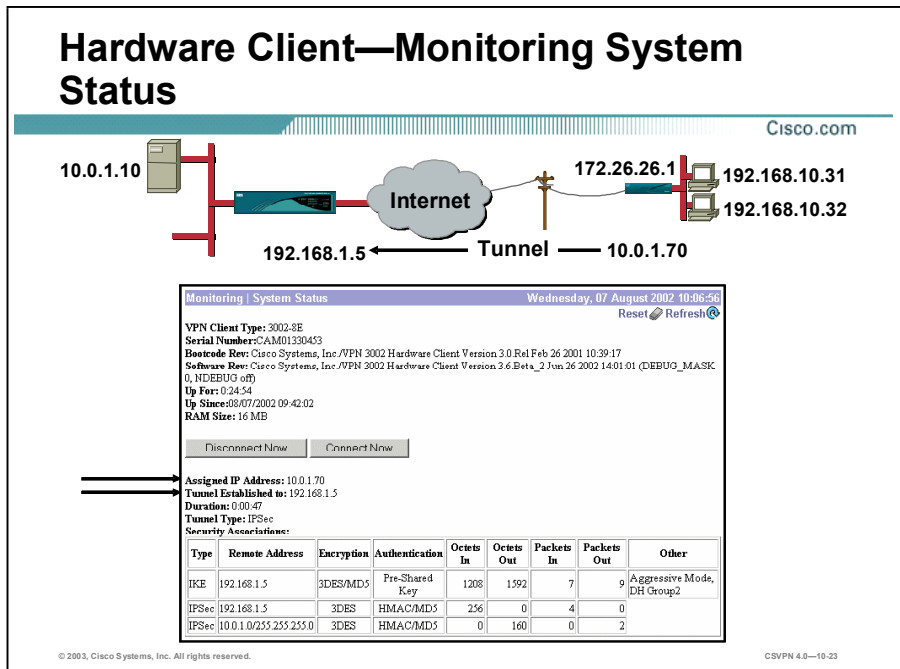 Hardware Client—Monitoring System
Status
Cisco.com
10.0.1.10
Internet
172.26.26.1
192.168.10.31
192.168.10.32
192.168.1.5
Tunnel
10.0.1.70
Monitoring | System Status
Wednesday, 07 August 2002 10:06:56
Reset Refresh
VPN Client Type: 3002-8E
Serial Number:CAM01330453
Bootcode Rev: Cisco Systems, Inc./VPN 3002 Hardware Client Version 3.0.Rel Feb 26 2001 10:39:17
Software Rev: Cisco Systems, Inc./VPN 3002 Hardware Client Version 3.6.Beta_2 Jun 26 2002 14:01:01 (DEBUG_MASK
0, NDEBUG off)
Up For: 0:24:54
Up Since:08/07/2002 09:42:02
RAM Size: 16 MB
Disconnect Now Connect Now
Assigned IP Address: 10.0.1.70
Tunnel Established to: 192.168.1.5
Duration: 0:00:47
Tunnel Type: IPSec
Security Associations:
Type Remote Address Encryption Authentication Octets In Octets Out Packets In Packets Out Other
IKE 192.168.1.5 3DES/MD5 Pre-Shared Key 1208 1592 7 9 Aggressive Mode, DH Group2
IPSec 192.168.1.5 3DES HMAC/MD5 256 0 4 0
IPSec 10.0.1.0/255.255.255.0 3DES HMAC/MD5 0 160 0 2
© 2003, Cisco Systems, Inc. All rights reserved.
CSVPN 4.0—10-23